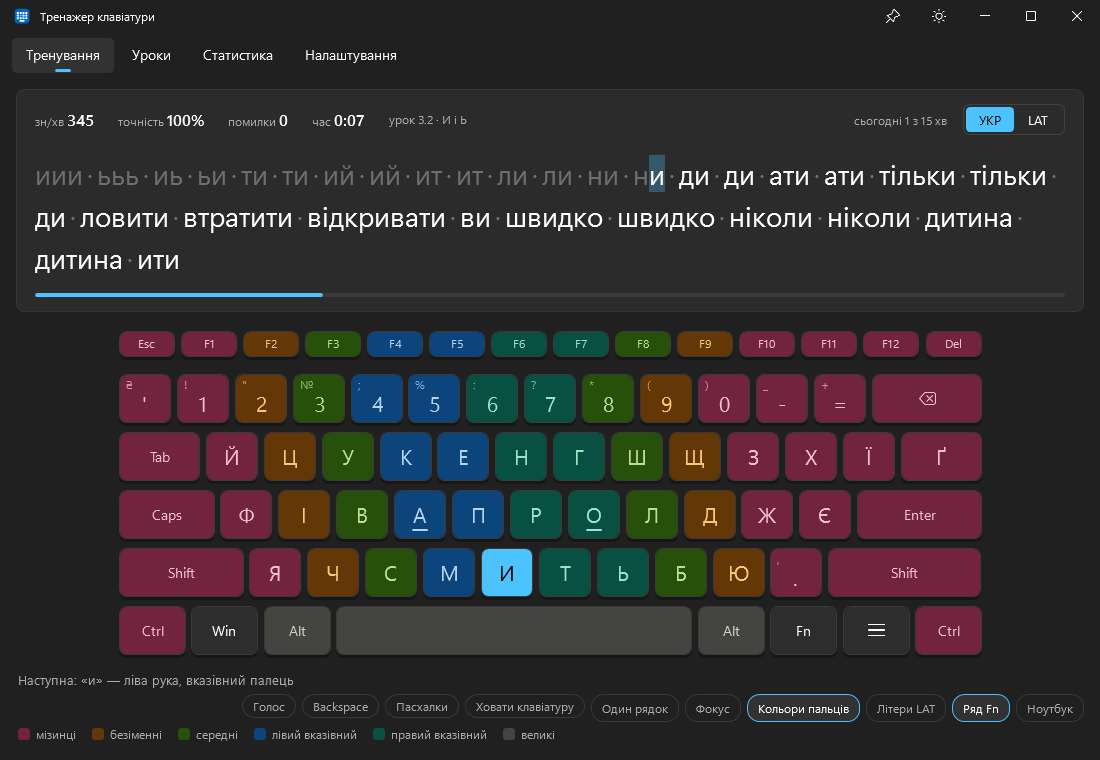 Тренажер клавіатури
Тренування Уроки Статистика Налаштування
зн/хв 345 точність 100% помилки 0 час 0:07 урок 3.2 · И і Ь сьогодні 1 з 15 хв УКР LAT
иии · ььь · иь · ьи · ти · ти · ий · ий · ит · ит · ли · ли · ни · ни · ди · ди · ати · ати · тільки · тільки ·
ди · ловити · втратити · відкривати · ви · швидко · швидко · ніколи · ніколи · дитина ·
дитина · ити
Esc F1 F2 F3 F4 F5 F6 F7 F8 F9 F10 F11 F12 Del
₴ ' ! 1 " 2 № 3 ; 4 % 5 : 6 ? 7 * 8 ( 9 ) 0 _ - + =
Tab Й Ц У К Е Н Г Ш Щ З Х Ї Ґ
Caps Ф І В А П Р О Л Д Ж Є Enter
Shift Я Ч С М И Т Ь Б Ю , . Shift
Ctrl Win Alt Alt Fn Ctrl
Наступна: «и» — ліва рука, вказівний палець
Голос Backspace Пасхалки Ховати клавіатуру Один рядок Фокус Кольори пальців Літери LAT Ряд Fn Ноутбук
мізинці безіменні середні лівий вказівний правий вказівний великі